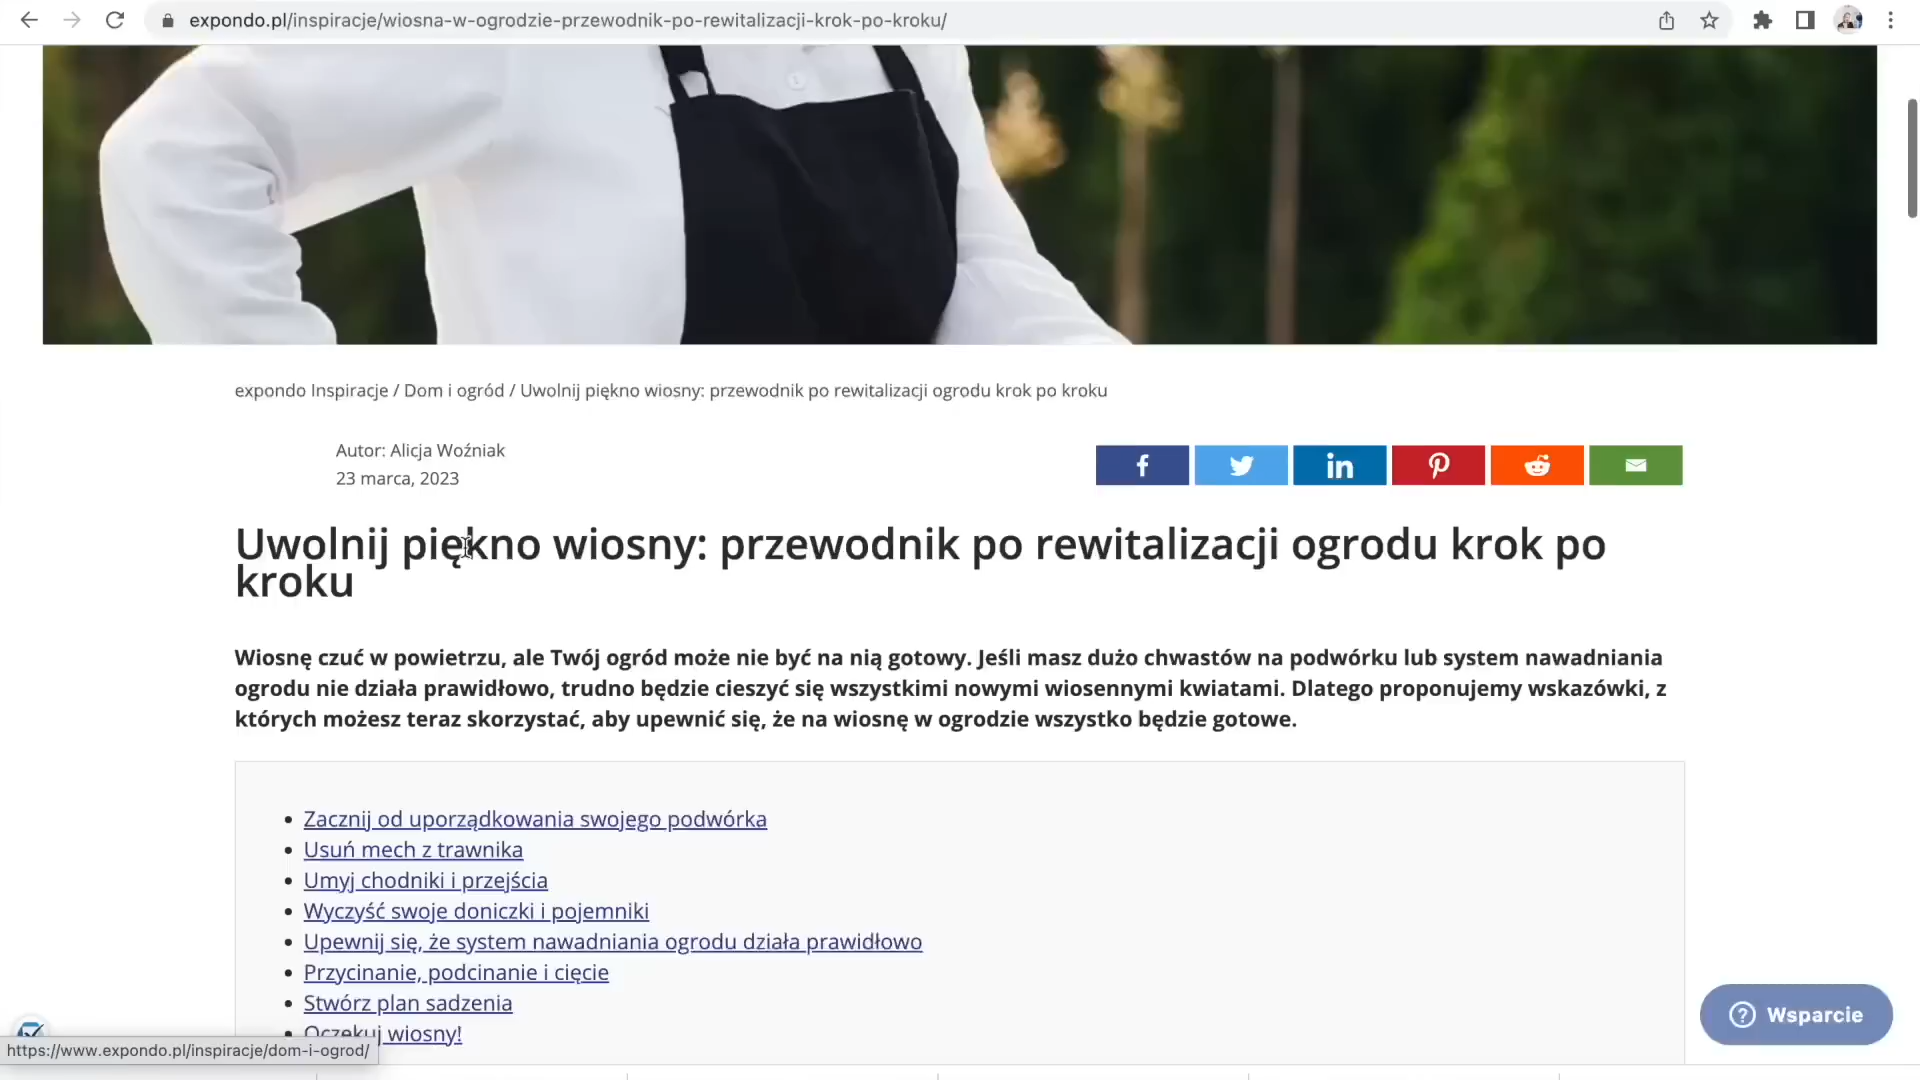 expondo.pl/inspiracje/wiosna-w-ogrodzie-przewodnik-po-rewitalizacji-krok-po-kroku/
expondo Inspiracje / Dom i ogród / Uwolnij piękno wiosny: przewodnik po rewitalizacji ogrodu krok po kroku
Autor: Alicja Woźniak
23 marca, 2023
Uwolnij piękno wiosny: przewodnik po rewitalizacji ogrodu krok po
kroku
Wiosnę czuć w powietrzu, ale Twój ogród może nie być na nią gotowy. Jeśli masz dużo chwastów na podwórku lub system nawadniania
ogrodu nie działa prawidłowo, trudno będzie cieszyć się wszystkimi nowymi wiosennymi kwiatami. Dlatego proponujemy wskazówki, z
których możesz teraz skorzystać, aby upewnić się, że na wiosnę w ogrodzie wszystko będzie gotowe.
• Zacznij od uporządkowania swojego podwórka
• Usuń mech z trawnika
• Umyj chodniki i przejścia
• Wyczyść swoje doniczki i pojemniki
• Upewnij się, że system nawadniania ogrodu działa prawidłowo
• Przycinanie, podcinanie i cięcie
• Stwórz plan sadzenia
• Oczekuj wiosny!
Wsparcie
https://www.expondo.pl/inspiracje/dom-i-ogrod/